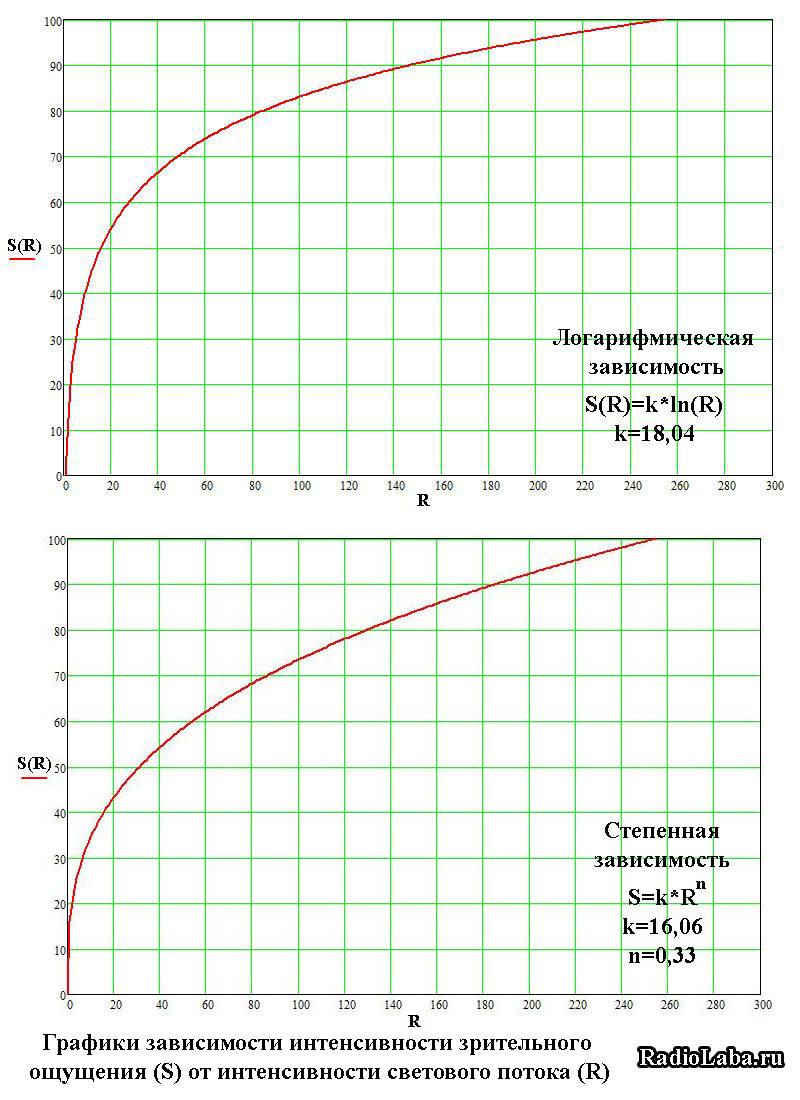 100
90
80
70
60
S(R) 50
40
30
20
10
0
Логарифмическая
зависимость
S(R)=k*ln(R)
k=18,04
0 20 40 60 80 100 120 140 160 180 200 220 240 260 280 300
R
100
90
80
70
60
S(R) 50
40
30
20
10
0
Степенная
зависимость
S=k*Rⁿ
k=16,06
n=0,33
0 20 40 60 80 100 120 140 160 180 200 220 240 260 280 300
R
Графики зависимости интенсивности зрительного
ощущения (S) от интенсивности светового потока (R)
RadioLaba.ru